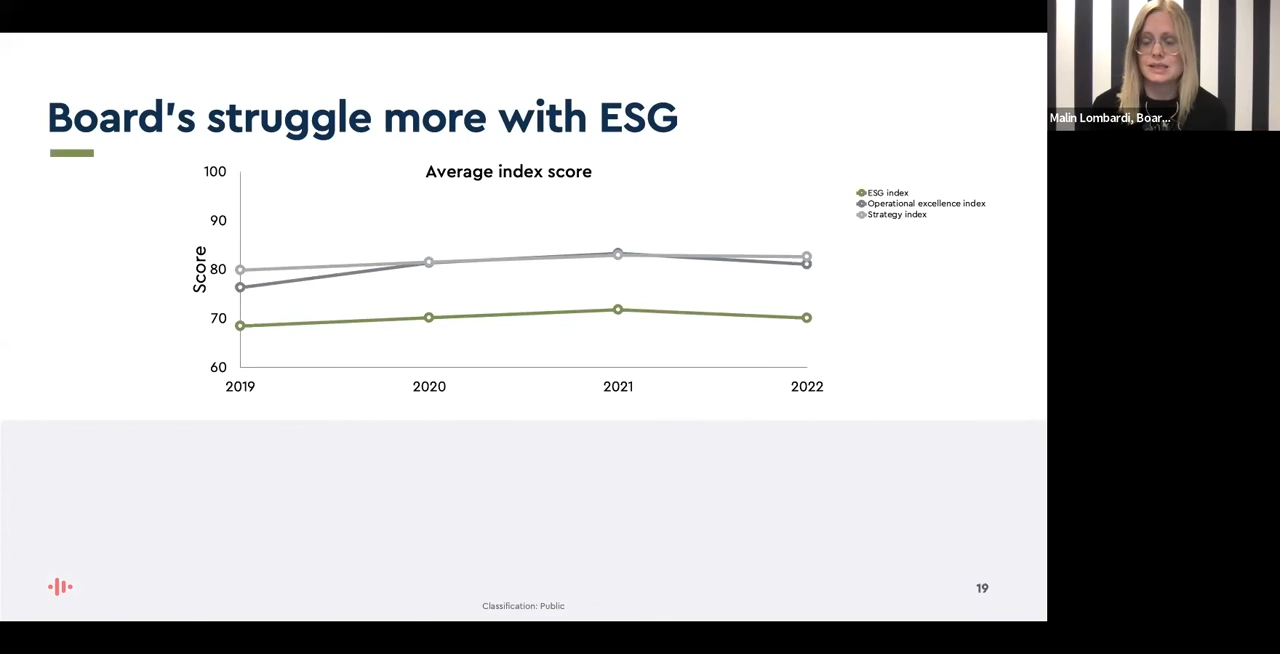 Board's struggle more with ESG
Average index score
100
90
80
70
60
Score
2019
2020
2021
2022
ESG index
Operational excellence index
Strategy index
19
Classification: Public
Malin Lombardi, Boar...